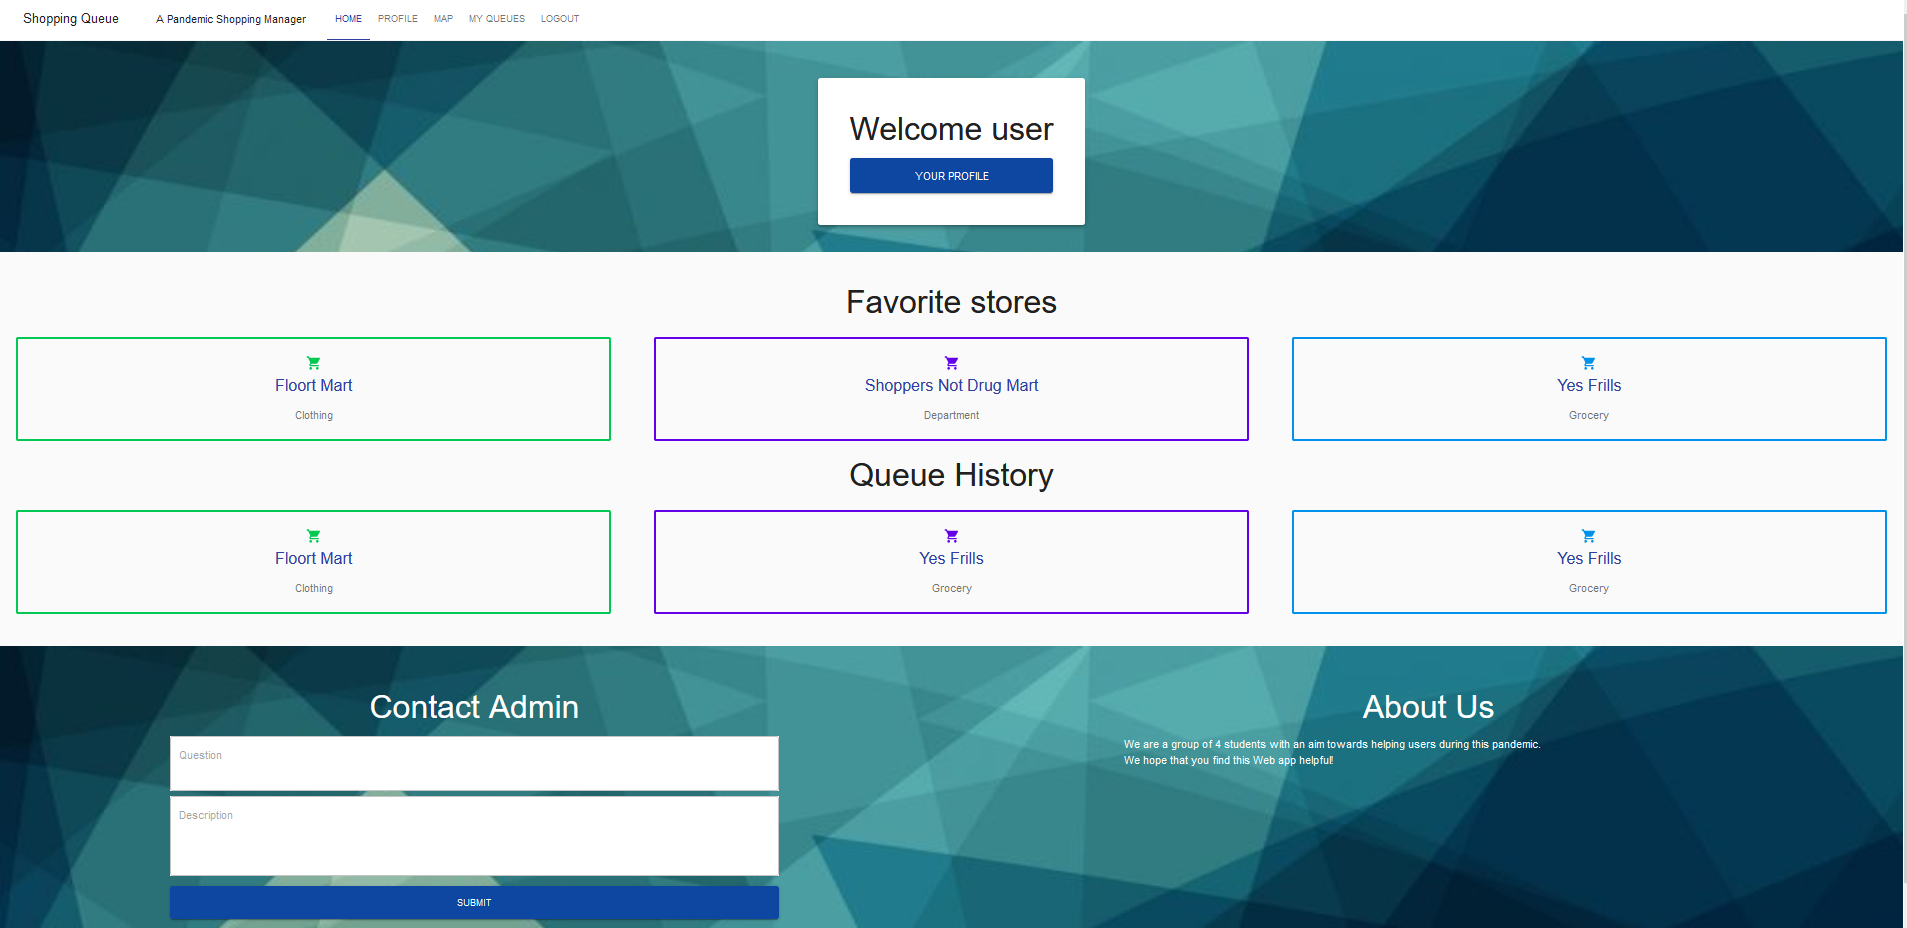 Shopping Queue
A Pandemic Shopping Manager
HOME
PROFILE
MAP
MY QUEUES
LOGOUT
Welcome user
YOUR PROFILE
Favorite stores
Floort Mart
Clothing
Shoppers Not Drug Mart
Department
Yes Frills
Grocery
Queue History
Floort Mart
Clothing
Yes Frills
Grocery
Yes Frills
Grocery
Contact Admin
Question
Description
SUBMIT
About Us
We are a group of 4 students with an aim towards helping users during this pandemic.
We hope that you find this Web app helpful!